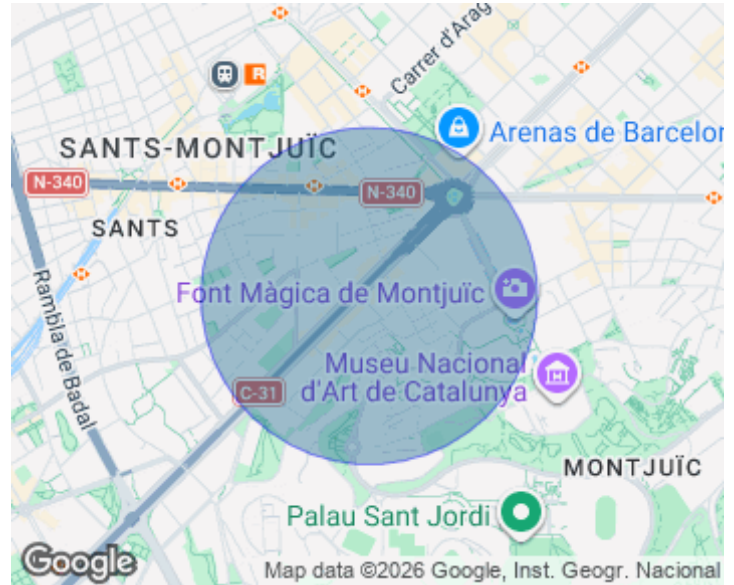 Carrer d'Arag
R
Arenas de Barcelor
SANTS-MONTJUÏC
N-340
N-340
SANTS
Rambla de Badal
Font Màgica de Montjuïc
Museu Nacional
d'Art de Catalunya
C-31
MONTJUÏC
Palau Sant Jordi
Google
Map data ©2026 Google, Inst. Geogr. Nacional